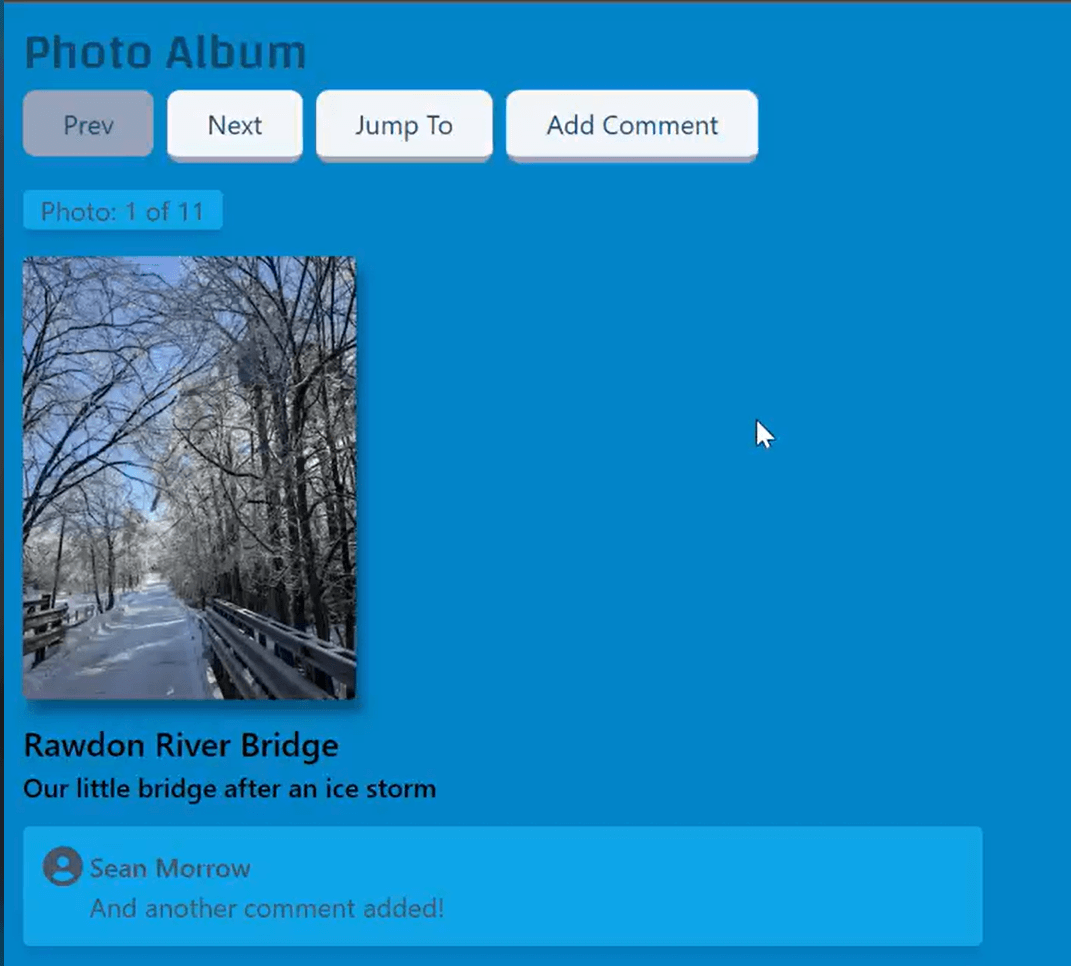 Photo Album
Prev Next Jump To Add Comment
Photo: 1 of 11
Rawdon River Bridge
Our little bridge after an ice storm
Sean Morrow
And another comment added!